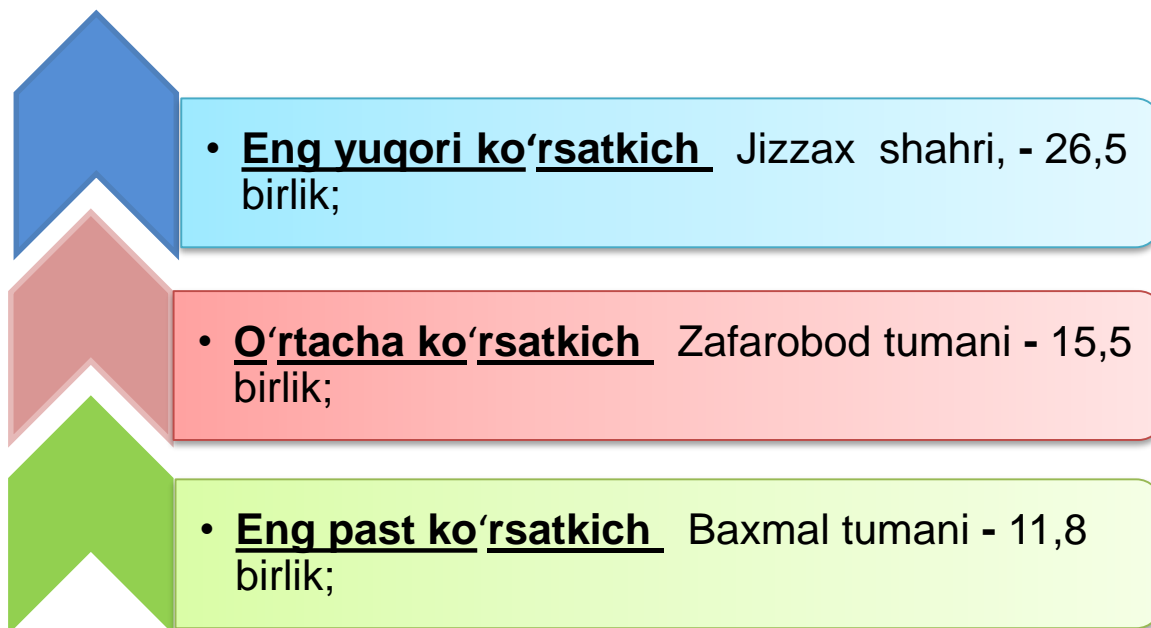 • Eng yuqori ko‘rsatkich Jizzax shahri, - 26,5
birlik;
• O‘rtacha ko‘rsatkich Zafarobod tumani - 15,5
birlik;
• Eng past ko‘rsatkich Baxmal tumani - 11,8
birlik;